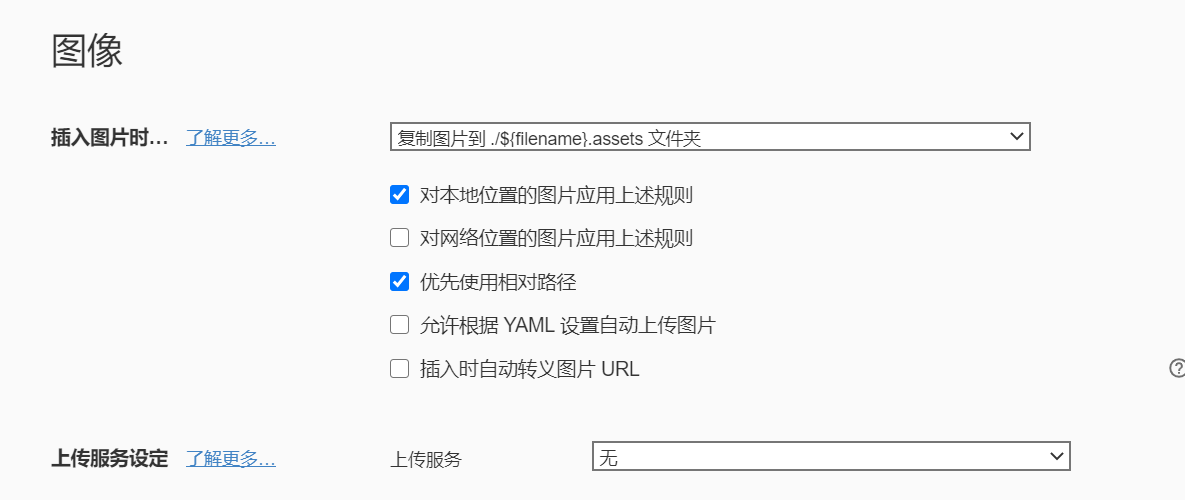 图像
插入图片时... 了解更多... 复制图片到 ./${filename}.assets 文件夹
对本地位置的图片应用上述规则
对网络位置的图片应用上述规则
优先使用相对路径
允许根据 YAML 设置自动上传图片
插入时自动转义图片 URL
上传服务设定 了解更多... 上传服务 无